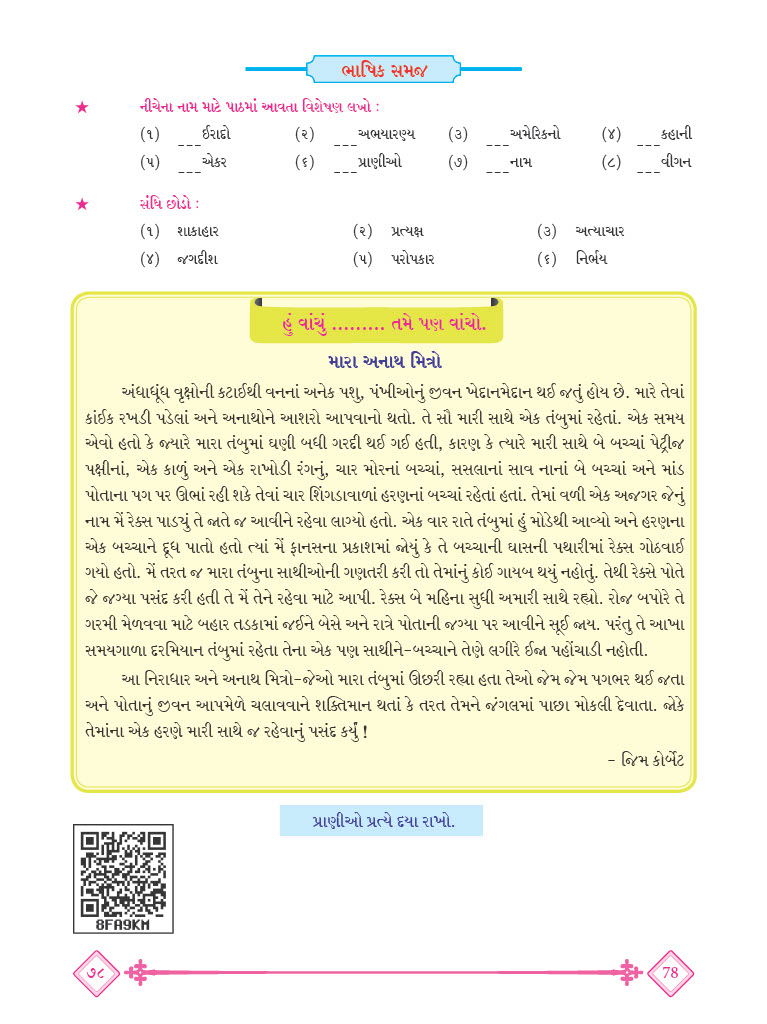 ભાષિક સમજ
★ નીચેના નામ માટે પાઠમાં આવતા વિશેષણ લખો :
(૧) ___ઈરાદો (૨) ___અભયારણ્ય (૩) ___અમેરિકનો (૪) ___કહાની
(૫) ___એકર (૬) ___પ્રાણીઓ (૭) ___નામ (૮) ___વીગન
★ સંધિ છોડો :
(૧) શાકાહાર (૨) પ્રત્યક્ષ (૩) અત્યાચાર
(૪) જગદીશ (૫) પરોપકાર (૬) નિર્ભય
હું વાંચું ......... તમે પણ વાંચો.
મારા અનાથ મિત્રો
અંધાધૂંધ વૃક્ષોની કટાઈથી વનનાં અનેક પશુ, પંખીઓનું જીવન ખેદાનમેદાન થઈ જતું હોય છે. મારે તેવાં
કાંઈક રખડી પડેલાં અને અનાથોને આશરો આપવાનો થતો. તે સૌ મારી સાથે એક તંબુમાં રહેતાં. એક સમય
એવો હતો કે જ્યારે મારા તંબુમાં ઘણી બધી ગરદી થઈ ગઈ હતી, કારણ કે ત્યારે મારી સાથે બે બચ્ચાં પેટ્રીજ
પક્ષીનાં, એક કાળું અને એક રાખોડી રંગનું, ચાર મોરનાં બચ્ચાં, સસલાનાં સાવ નાનાં બે બચ્ચાં અને માંડ
પોતાના પગ પર ઊભાં રહી શકે તેવાં ચાર શિંગડાવાળાં હરણનાં બચ્ચાં રહેતાં હતાં. તેમાં વળી એક અજગર જેનું
નામ મેં રેક્સ પાડ્યું તે જાતે જ આવીને રહેવા લાગ્યો હતો. એક વાર રાતે તંબુમાં હું મોડેથી આવ્યો અને હરણના
એક બચ્ચાને દૂધ પાતો હતો ત્યાં મેં ફાનસના પ્રકાશમાં જોયું કે તે બચ્ચાની ઘાસની પથારીમાં રેક્સ ગોઠવાઈ
ગયો હતો. મેં તરત જ મારા તંબુના સાથીઓની ગણતરી કરી તો તેમાંનું કોઈ ગાયબ થયું નહોતું. તેથી રેક્સે પોતે
જે જગ્યા પસંદ કરી હતી તે મેં તેને રહેવા માટે આપી. રેક્સ બે મહિના સુધી અમારી સાથે રહ્યો. રોજ બપોરે તે
ગરમી મેળવવા માટે બહાર તડકામાં જઈને બેસે અને રાત્રે પોતાની જગ્યા પર આવીને સૂઈ જાય. પરંતુ તે આખા
સમયગાળા દરમિયાન તંબુમાં રહેતા તેના એક પણ સાથીને-બચ્ચાને તેણે લગીરે ઈજા પહોંચાડી નહોતી.
આ નિરાધાર અને અનાથ મિત્રો-જેઓ મારા તંબુમાં ઊછરી રહ્યા હતા તેઓ જેમ જેમ પગભર થઈ જતા
અને પોતાનું જીવન આપમેળે ચલાવવાને શક્તિમાન થતાં કે તરત તેમને જંગલમાં પાછા મોકલી દેવાતા. જોકે
તેમાંના એક હરણે મારી સાથે જ રહેવાનું પસંદ કર્યું !
- જિમ કોર્બેટ
પ્રાણીઓ પ્રત્યે દયા રાખો.
8FA9KM
૭૮ 78